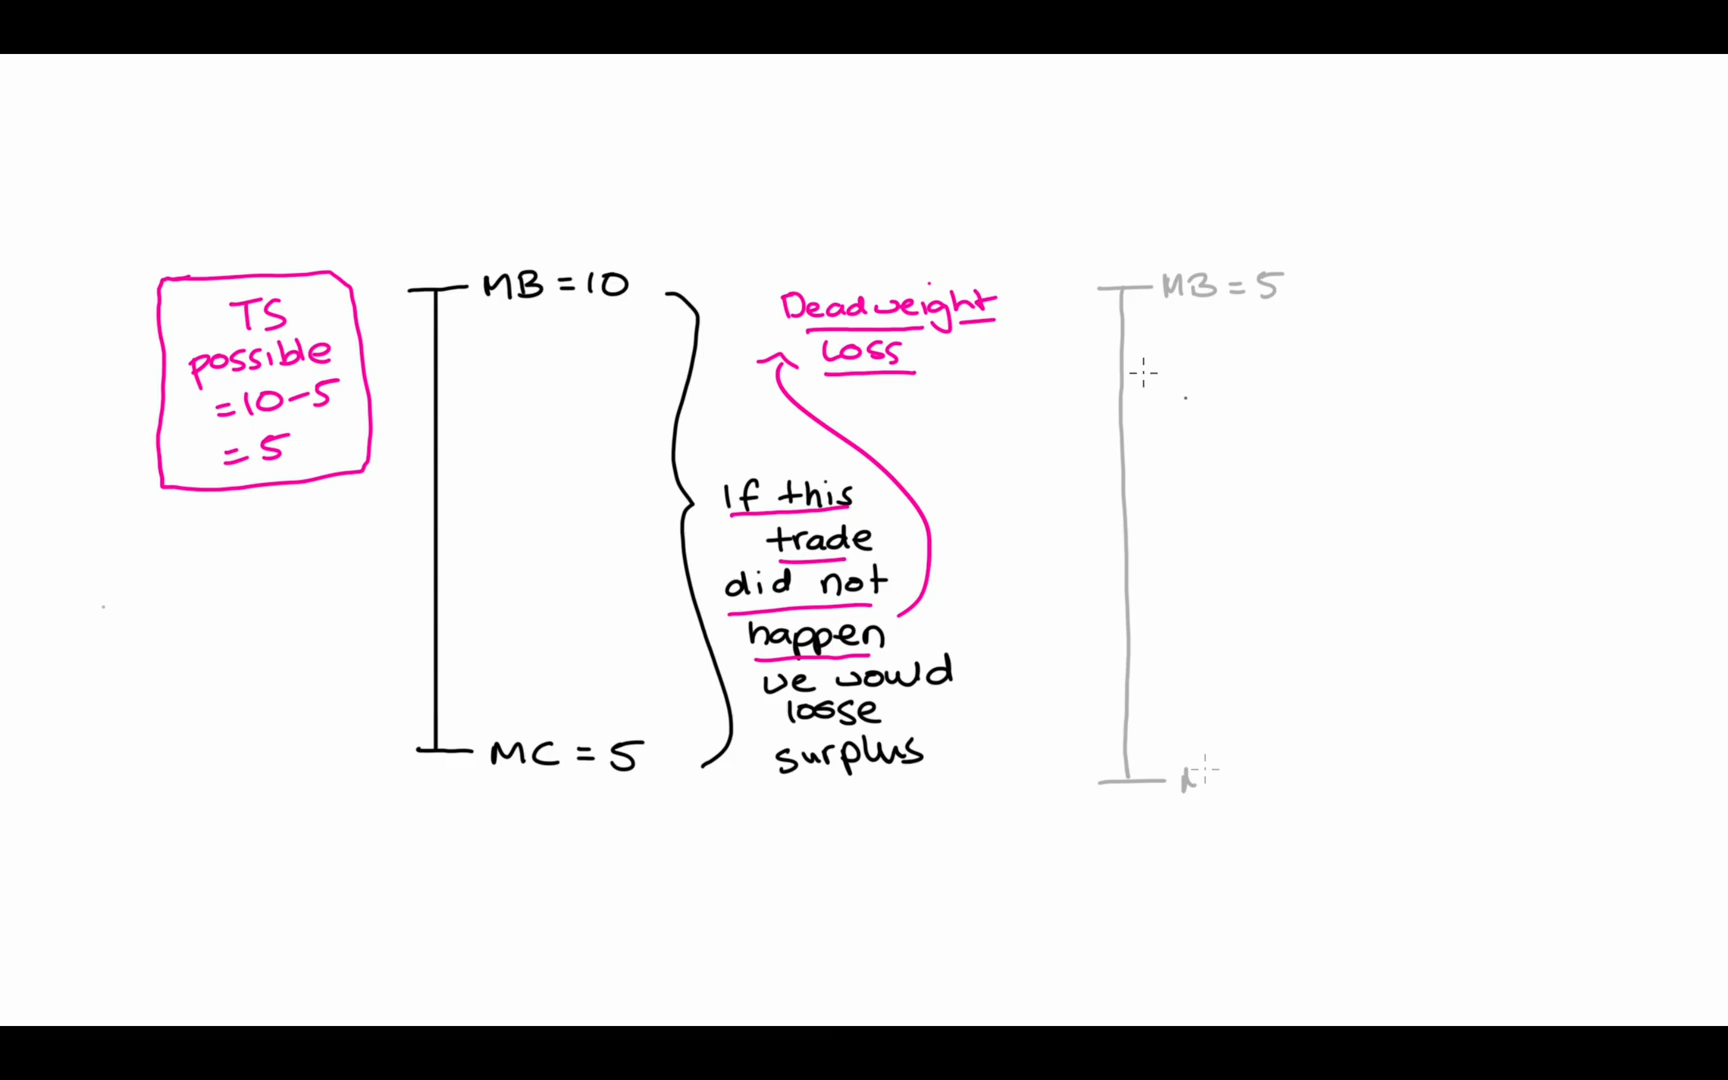 TS
possible
=10-5
= 5
MB = 10
MC = 5
Deadweight
Loss
If this
trade
did not
happen
we would
losse
surplus
MB = 5